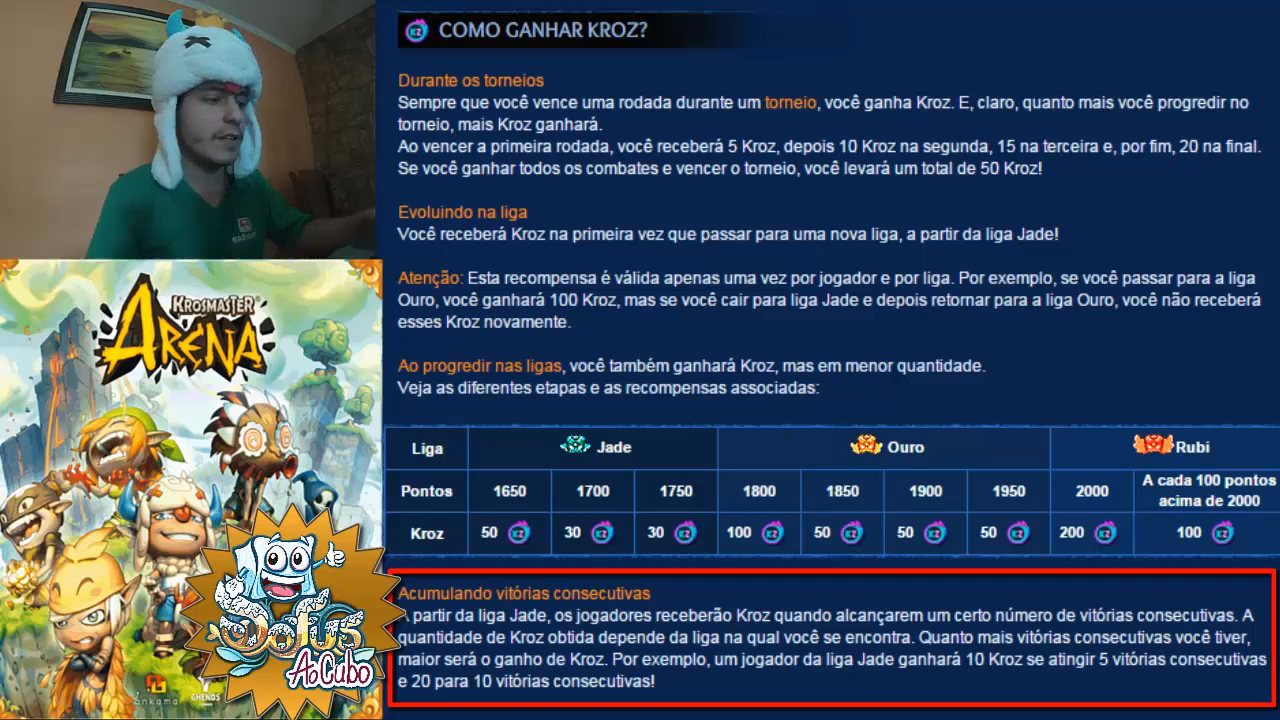 COMO GANHAR KROZ?
Durante os torneios
Sempre que você vence uma rodada durante um torneio, você ganha Kroz. E, claro, quanto mais você progredir no
torneio, mais Kroz ganhará.
Ao vencer a primeira rodada, você receberá 5 Kroz, depois 10 Kroz na segunda, 15 na terceira e, por fim, 20 na final.
Se você ganhar todos os combates e vencer o torneio, você levará um total de 50 Kroz!
Evoluindo na liga
Você receberá Kroz na primeira vez que passar para uma nova liga, a partir da liga Jade!
Atenção: Esta recompensa é válida apenas uma vez por jogador e por liga. Por exemplo, se você passar para a liga
Ouro, você ganhará 100 Kroz, mas se você cair para liga Jade e depois retornar para a liga Ouro, você não receberá
esses Kroz novamente.
Ao progredir nas ligas, você também ganhará Kroz, mas em menor quantidade.
Veja as diferentes etapas e as recompensas associadas:
Liga Jade Ouro Rubi
Pontos 1650 1700 1750 1800 1850 1900 1950 2000 A cada 100 pontos
acima de 2000
Kroz 50 30 30 100 50 50 50 200 100
Acumulando vitórias consecutivas
A partir da liga Jade, os jogadores receberão Kroz quando alcançarem um certo número de vitórias consecutivas. A
quantidade de Kroz obtida depende da liga na qual você se encontra. Quanto mais vitórias consecutivas você tiver,
maior será o ganho de Kroz. Por exemplo, um jogador da liga Jade ganhará 10 Kroz se atingir 5 vitórias consecutivas
e 20 para 10 vitórias consecutivas!
KROSMASTER
ARENA
DOFUS
Ao Cubo
ankama
GHENOS